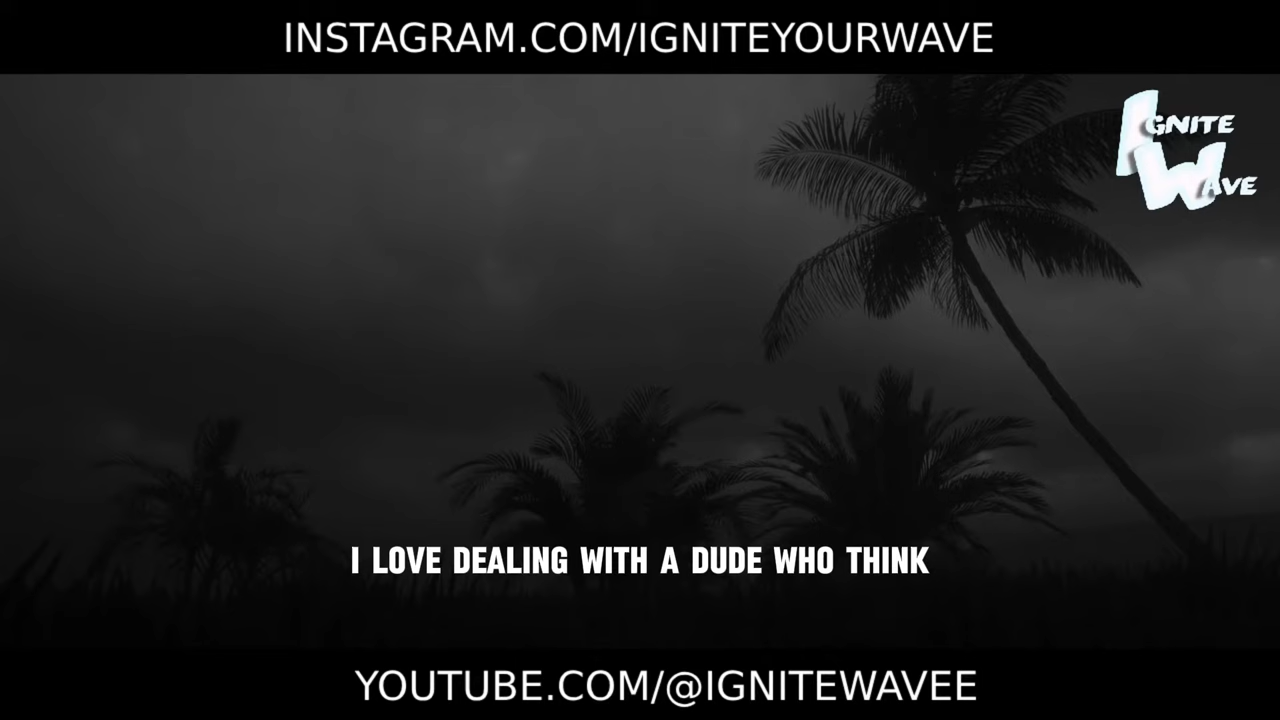 INSTAGRAM.COM/IGNITEYOURWAVE
IGNITE
WAVE
I LOVE DEALING WITH A DUDE WHO THINK
YOUTUBE.COM/@IGNITEWAVEE